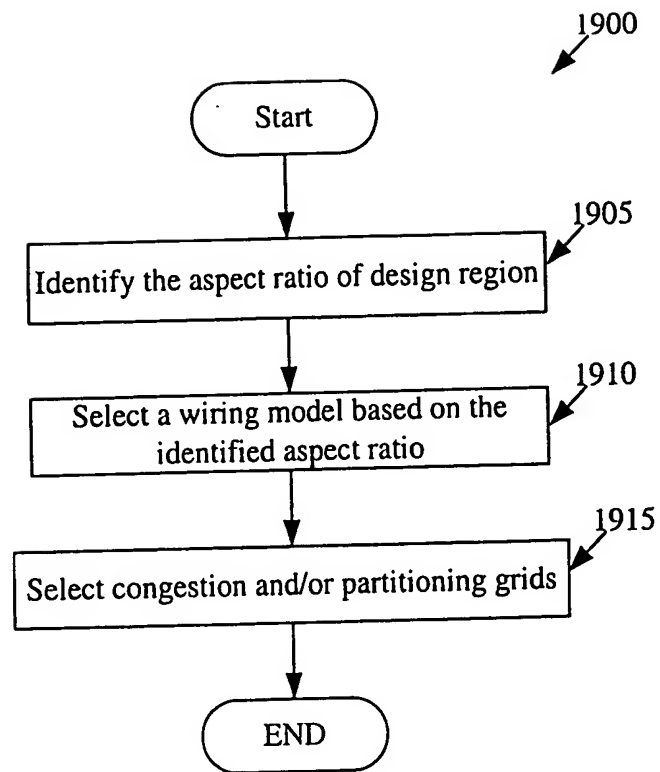 1900
Start
1905
Identify the aspect ratio of design region
1910
Select a wiring model based on the
identified aspect ratio
1915
Select congestion and/or partitioning grids
END